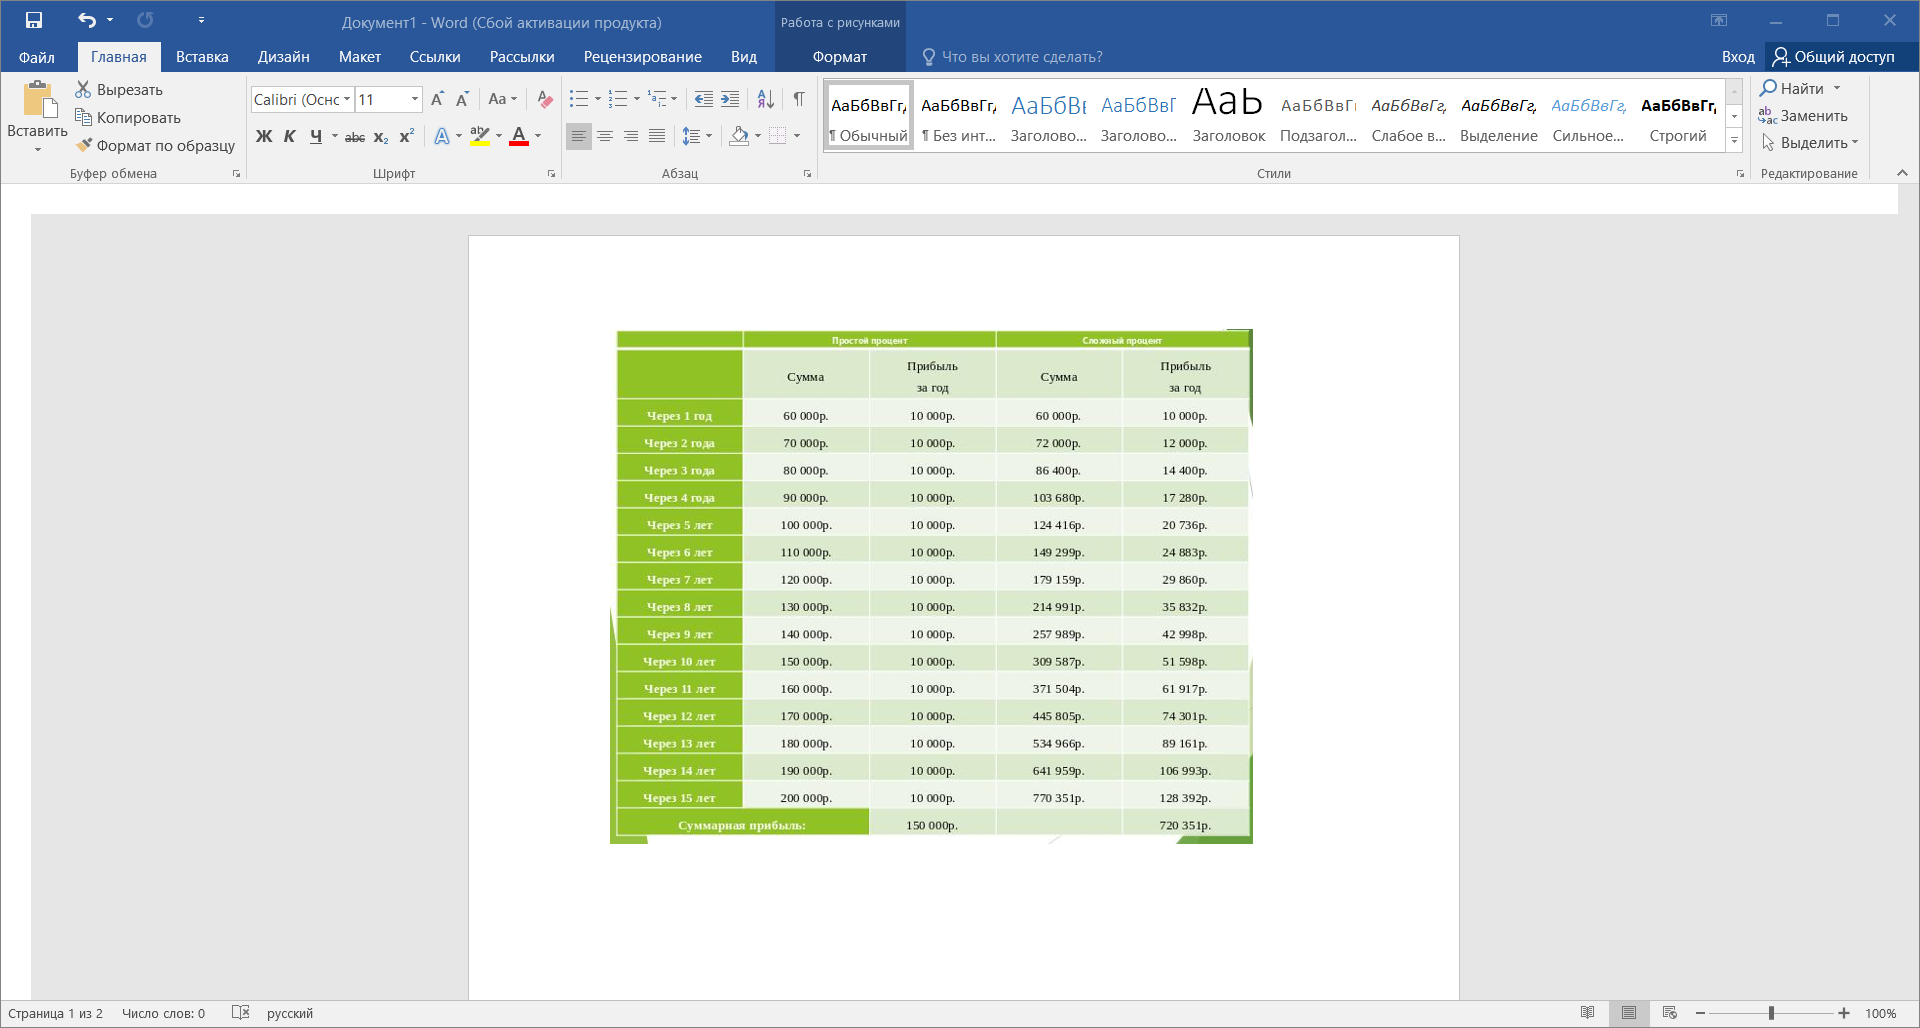 Документ1 - Word (Сбой активации продукта)
Работа с рисунками
Файл Главная Вставка Дизайн Макет Ссылки Рассылки Рецензирование Вид Формат Что вы хотите сделать? Вход Общий доступ
Вставить
Вырезать
Копировать
Формат по образцу
Буфер обмена
Calibri (Оснс 11
Aa
Ж К Ч abc x₂ x² A aby A
Шрифт
Абзац
АаБбВвГг, АаБбВвГг, АаБбВв АаБбВвГ AaЬ АаБбВвГг АаБбВвГг, АаБбВвГг, АаБбВвГг, АаБбВвГг,
¶ Обычный ¶ Без инт... Заголово... Заголово... Заголовок Подзагол... Слабое в... Выделение Сильное... Строгий
Стили
Найти
Заменить
Выделить
Редактирование
Простой процент Сложный процент
Сумма Прибыль за год Сумма Прибыль за год
Через 1 год 60 000р. 10 000р. 60 000р. 10 000р.
Через 2 года 70 000р. 10 000р. 72 000р. 12 000р.
Через 3 года 80 000р. 10 000р. 86 400р. 14 400р.
Через 4 года 90 000р. 10 000р. 103 680р. 17 280р.
Через 5 лет 100 000р. 10 000р. 124 416р. 20 736р.
Через 6 лет 110 000р. 10 000р. 149 299р. 24 883р.
Через 7 лет 120 000р. 10 000р. 179 159р. 29 860р.
Через 8 лет 130 000р. 10 000р. 214 991р. 35 832р.
Через 9 лет 140 000р. 10 000р. 257 989р. 42 998р.
Через 10 лет 150 000р. 10 000р. 309 587р. 51 598р.
Через 11 лет 160 000р. 10 000р. 371 504р. 61 917р.
Через 12 лет 170 000р. 10 000р. 445 805р. 74 301р.
Через 13 лет 180 000р. 10 000р. 534 966р. 89 161р.
Через 14 лет 190 000р. 10 000р. 641 959р. 106 993р.
Через 15 лет 200 000р. 10 000р. 770 351р. 128 392р.
Суммарная прибыль: 150 000р. 720 351р.
Страница 1 из 2 Число слов: 0 русский 100%